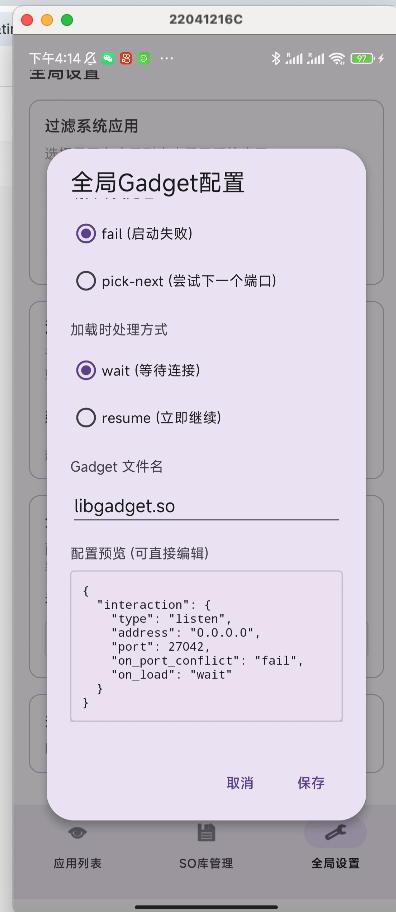 22041216C
下午4:14
97
全局设置
过滤系统应用
全局Gadget配置
fail (启动失败)
pick-next (尝试下一个端口)
加载时处理方式
wait (等待连接)
resume (立即继续)
Gadget 文件名
libgadget.so
配置预览 (可直接编辑)
{
"interaction": {
"type": "listen",
"address": "0.0.0.0",
"port": 27042,
"on_port_conflict": "fail",
"on_load": "wait"
}
}
取消
保存
应用列表
SO库管理
全局设置